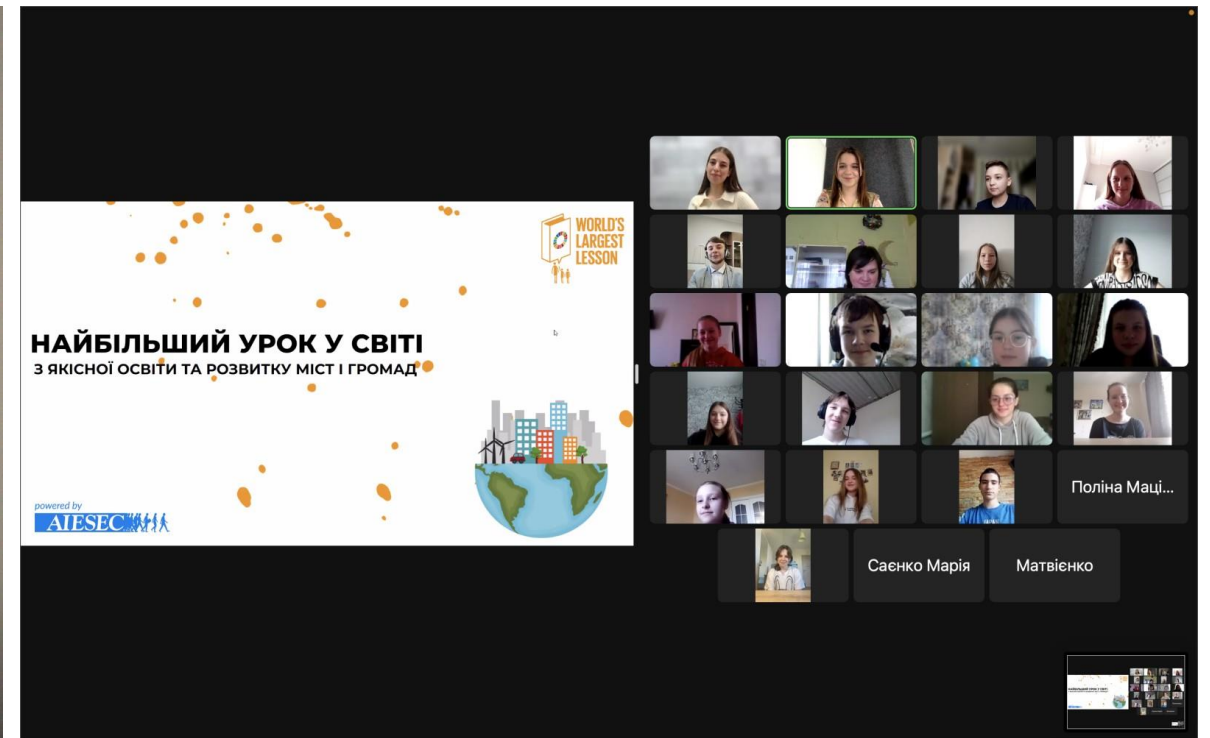 WORLD'S
LARGEST
LESSON
НАЙБІЛЬШИЙ УРОК У СВІТІ
З ЯКІСНОЇ ОСВІТИ ТА РОЗВИТКУ МІСТ І ГРОМАД
powered by
AIESEC
Поліна Маці...
Саєнко Марія
Матвієнко